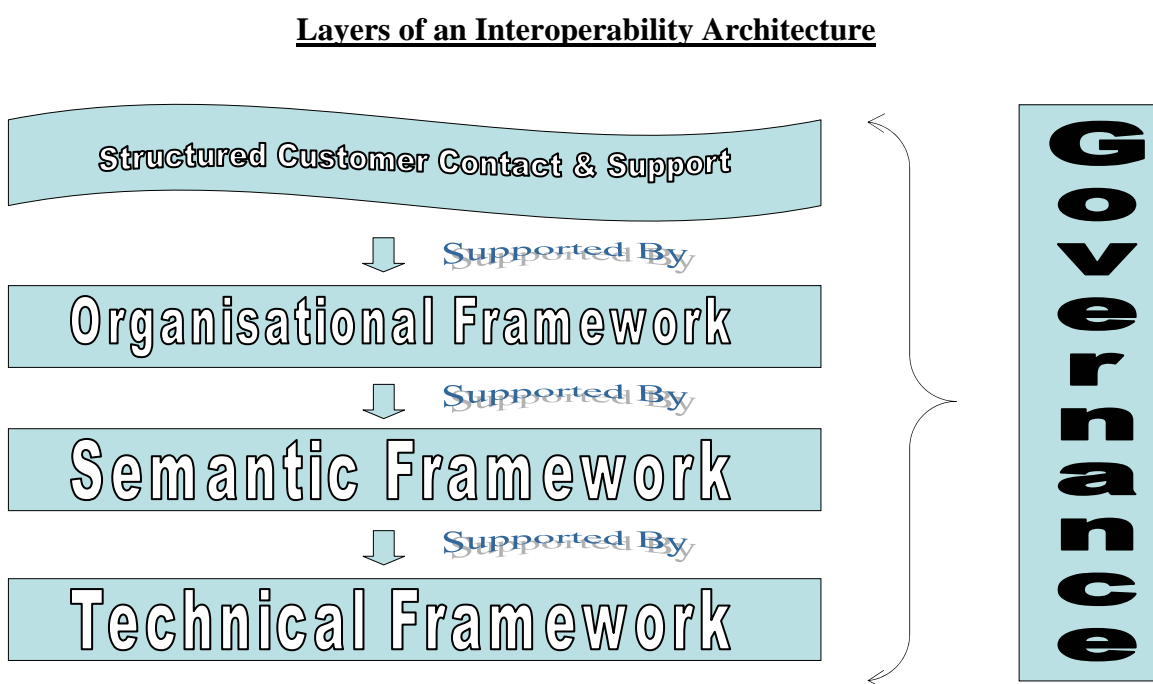 Layers of an Interoperability Architecture
Structured Customer Contact & Support
Supported By
Organisational Framework
Supported By
Semantic Framework
Supported By
Technical Framework
Governance